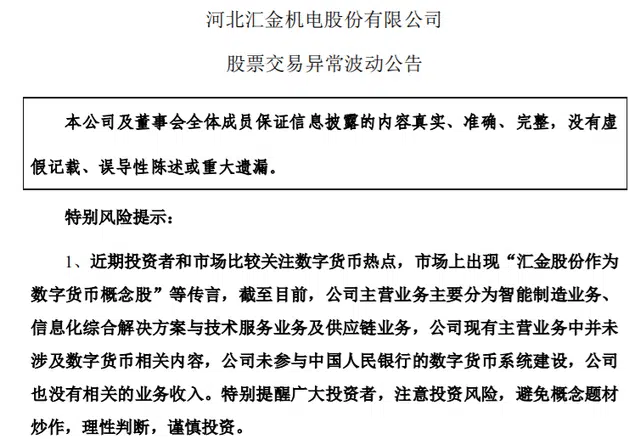 河北汇金机电股份有限公司
股票交易异常波动公告
本公司及董事会全体成员保证信息披露的内容真实、准确、完整，没有虚
假记载、误导性陈述或重大遗漏。
特别风险提示：
1、近期投资者和市场比较关注数字货币热点，市场上出现“汇金股份作为
数字货币概念股”等传言，截至目前，公司主营业务主要分为智能制造业务、
信息化综合解决方案与技术服务业务及供应链业务，公司现有主营业务中并未
涉及数字货币相关内容，公司未参与中国人民银行的数字货币系统建设，公司
也没有相关的业务收入。特别提醒广大投资者，注意投资风险，避免概念题材
炒作，理性判断，谨慎投资。